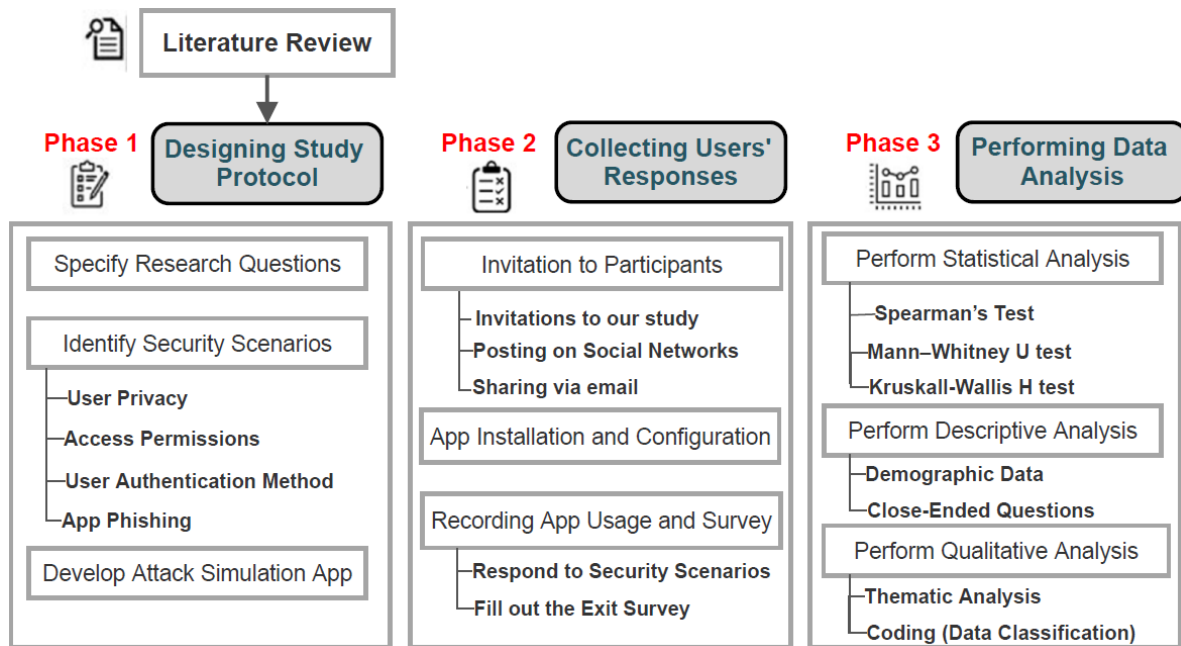 Literature Review
Phase 1
Designing Study
Protocol
Phase 2
Collecting Users'
Responses
Phase 3
Performing Data
Analysis
Specify Research Questions
Identify Security Scenarios
User Privacy
Access Permissions
User Authentication Method
App Phishing
Develop Attack Simulation App
Invitation to Participants
Invitations to our study
Posting on Social Networks
Sharing via email
App Installation and Configuration
Recording App Usage and Survey
Respond to Security Scenarios
Fill out the Exit Survey
Perform Statistical Analysis
Spearman’s Test
Mann–Whitney U test
Kruskall-Wallis H test
Perform Descriptive Analysis
Demographic Data
Close-Ended Questions
Perform Qualitative Analysis
Thematic Analysis
Coding (Data Classification)